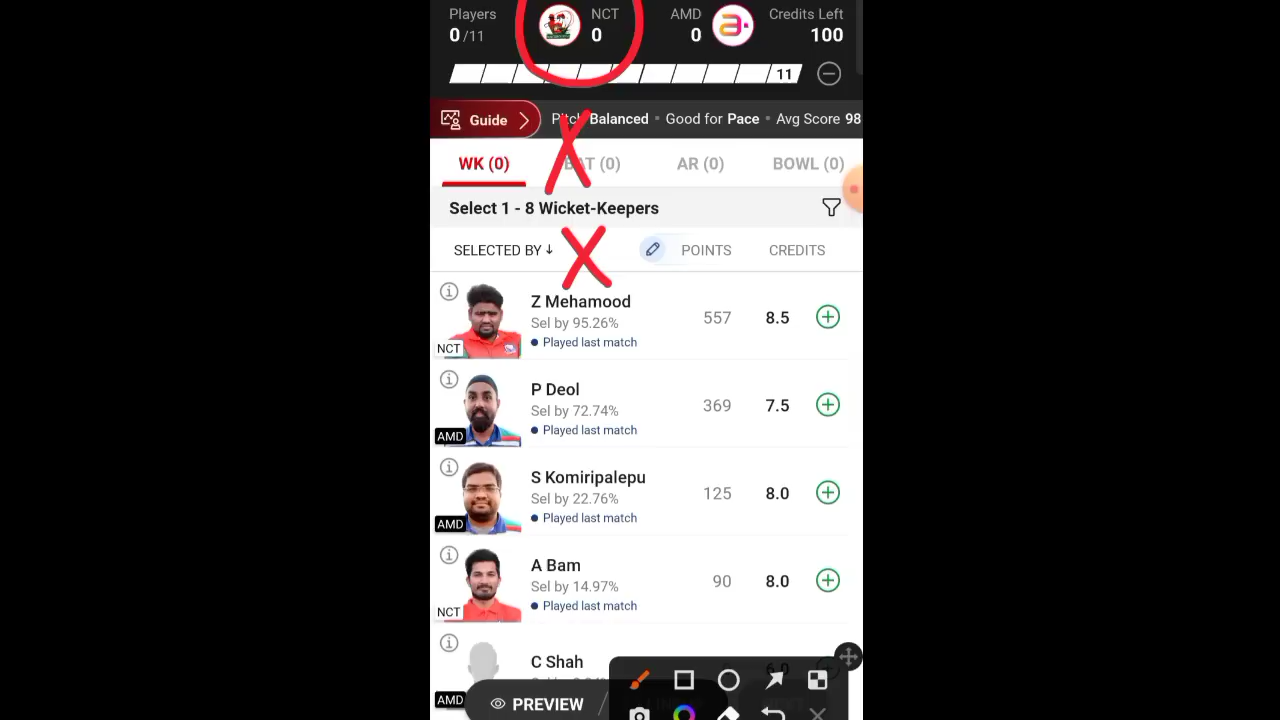 Players NCT AMD Credits Left
0/11 0 0 100
11
Guide Pitch Balanced • Good for Pace • Avg Score 98
WK (0) BAT (0) AR (0) BOWL (0)
Select 1 - 8 Wicket-Keepers
SELECTED BY ↓ POINTS CREDITS
Z Mehamood
Sel by 95.26% 557 8.5
Played last match
NCT
P Deol
Sel by 72.74% 369 7.5
Played last match
AMD
S Komiripalepu
Sel by 22.76% 125 8.0
Played last match
AMD
A Bam
Sel by 14.97% 90 8.0
Played last match
NCT
C Shah
AMD
PREVIEW